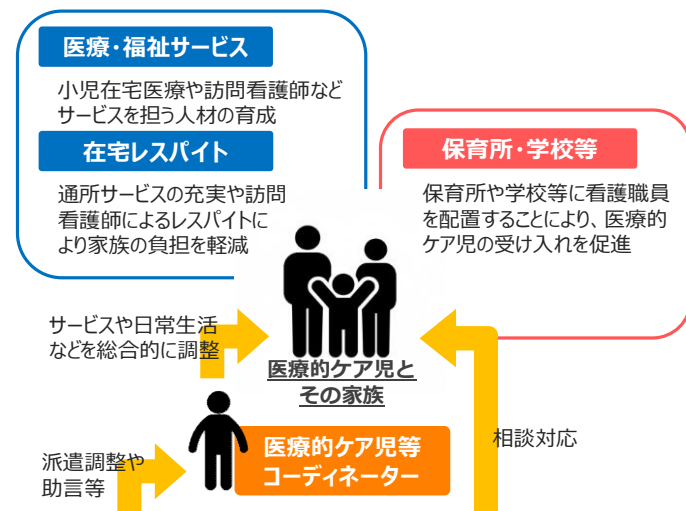 医療・福祉サービス
小児在宅医療や訪問看護師など
サービスを担う人材の育成
在宅レスパイト
通所サービスの充実や訪問
看護師によるレスパイトに
より家族の負担を軽減
保育所・学校等
保育所や学校等に看護職員
を配置することにより、医療的
ケア児の受け入れを促進
サービスや日常生活
などを総合的に調整
医療的ケア児と
その家族
医療的ケア児等
コーディネーター
相談対応
派遣調整や
助言等